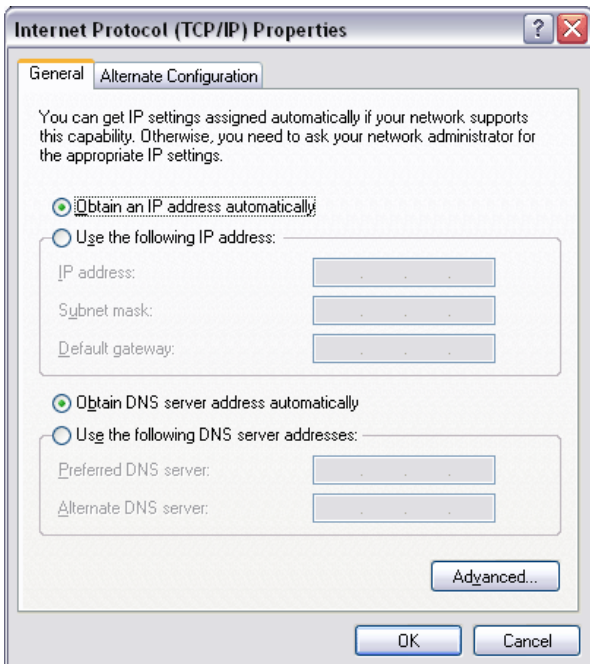 Internet Protocol (TCP/IP) Properties
General
Alternate Configuration
You can get IP settings assigned automatically if your network supports
this capability. Otherwise, you need to ask your network administrator for
the appropriate IP settings.
Obtain an IP address automatically
Use the following IP address:
IP address:
Subnet mask:
Default gateway:
Obtain DNS server address automatically
Use the following DNS server addresses:
Preferred DNS server:
Alternate DNS server:
Advanced...
OK
Cancel